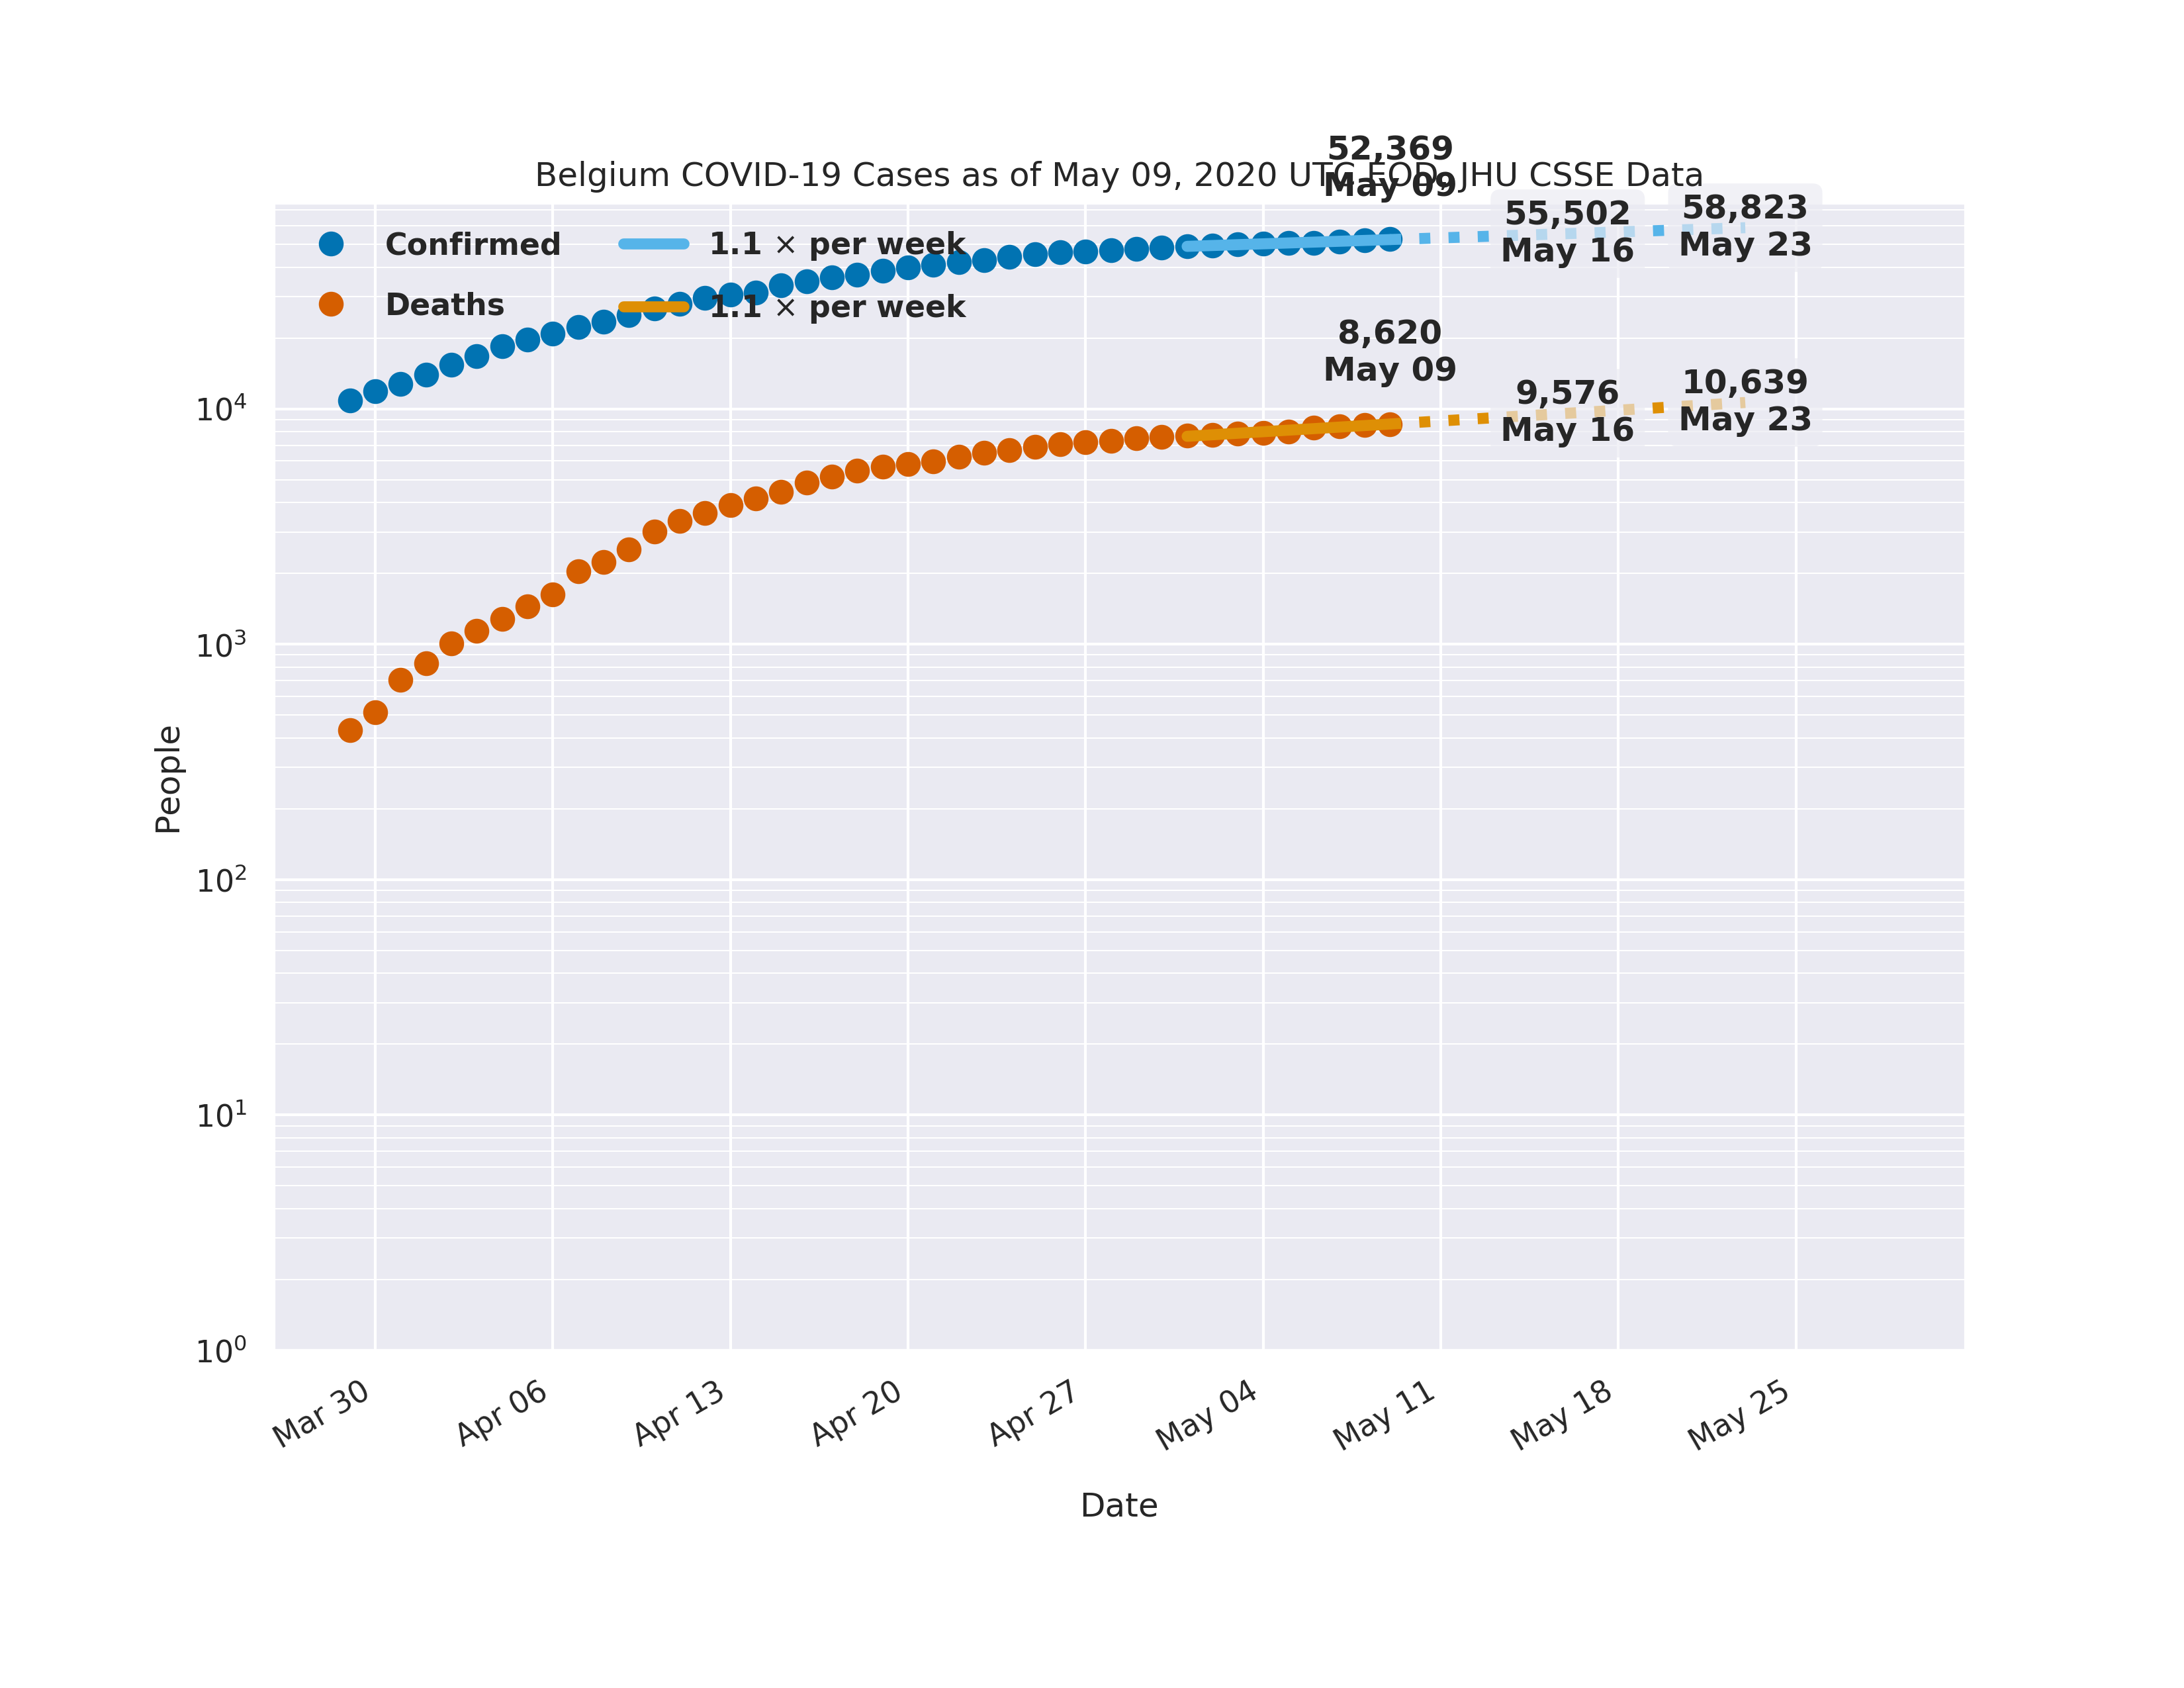 52,369
May 09
Belgium COVID-19 Cases as of May 09, 2020 UTC EOD, JHU CSSE Data
55,502
May 16
58,823
May 23
Confirmed
1.1 × per week
Deaths
1.1 × per week
8,620
May 09
9,576
May 16
10,639
May 23
10⁴
10³
10²
10¹
10⁰
People
Mar 30
Apr 06
Apr 13
Apr 20
Apr 27
May 04
May 11
May 18
May 25
Date